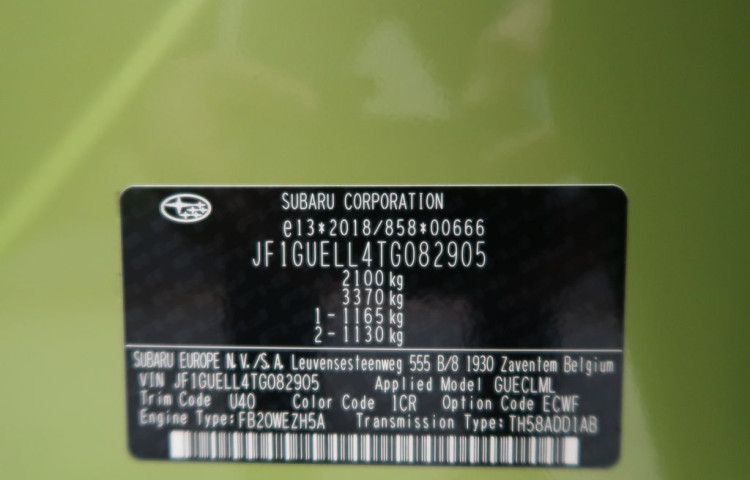 SUBARU CORPORATION
e13*2018/858*00666
JF1GUELL4TG082905
2100 kg
3370 kg
1 - 1165 kg
2 - 1130 kg
SUBARU EUROPE N.V./S.A. Leuvensesteenweg 555 B/8 1930 Zaventem Belgium
VIN JF1GUELL4TG082905 Applied Model GUECLML
Trim Code U40 Color Code 1CR Option Code ECWF
Engine Type:FB20WEZH5A Transmission Type:TH58ADD1AB